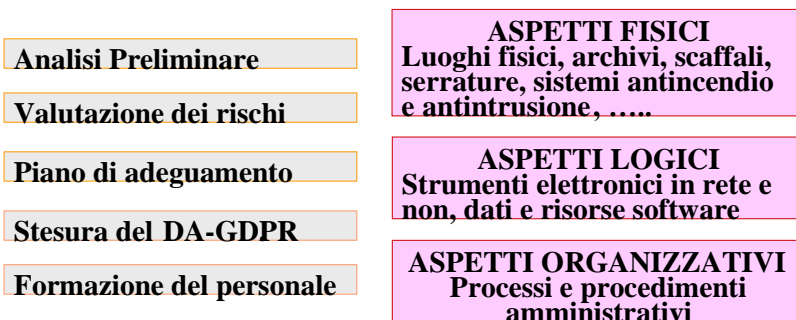 Analisi Preliminare
Valutazione dei rischi
Piano di adeguamento
Stesura del DA-GDPR
Formazione del personale
ASPETTI FISICI
Luoghi fisici, archivi, scaffali,
serrature, sistemi antincendio
e antintrusione, …..
ASPETTI LOGICI
Strumenti elettronici in rete e
non, dati e risorse software
ASPETTI ORGANIZZATIVI
Processi e procedimenti
amministrativi